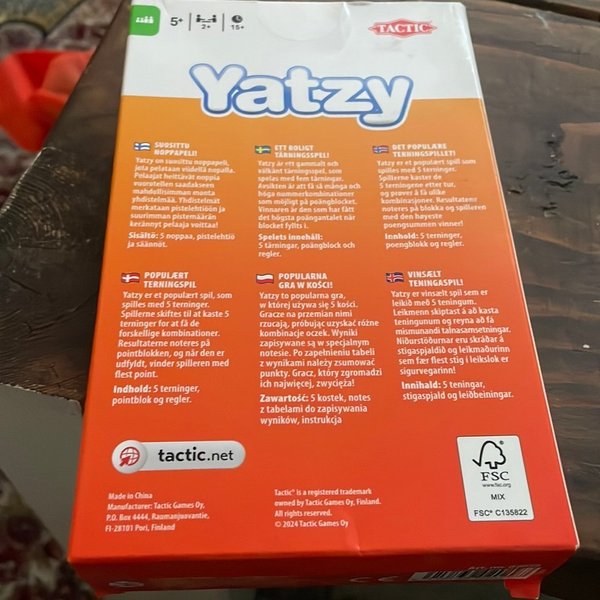 5+
2+
15+
TACTIC
Yatzy
SUOSITTU
NOPPAPELI!
Yatzy on suosittu noppapeli,
jota pelataan viidellä nopalla.
Pelaajat heittävät noppia
vuorotellen saadakseen
mahdollisimman monta
yhdistelmää. Yhdistelmät
merkataan pistelehtiöön ja
suurimman pistemäärän
kerännyt pelaaja voittaa!
Sisältö: 5 noppaa, pistelehtiö
ja säännöt.
ETT ROLIGT
TÄRNINGSSPEL!
Yatzy är ett gammalt och
välkänt tärningsspel, som
spelas med fem tärningar.
Avsikten är att få så många och
höga nummerkombinationer
som möjligt på poängblocket.
Vinnaren är den som har fått
det högsta poängantalet när
blocket fyllts i.
Spelets innehåll:
5 tärningar, poängblock och
regler.
DET POPULÆRE
TERNINGSPILLET!
Yatzy er et populært spill som
spilles med 5 terninger.
Spillerne kaster de
5 terningene etter tur,
og prøver å få ulike
kombinasjoner. Resultatene
noteres på blokka og spilleren
med den høyeste
poengsummen vinner!
Innhold: 5 terninger,
poengblokk og regler.
POPULÆRT
TERNINGSPIL
Yatzy er et populært spil, som
spilles med 5 terninger.
Spillerne skiftes til at kaste 5
terninger for at få de
forskellige kombinationer.
Resultaterne noteres på
pointblokken, og når den er
udfyldt, vinder spilleren med
flest point.
Indhold: 5 terninger,
pointblok og regler.
POPULARNA
GRA W KOŚCI!
Yatzy to popularna gra,
w której używa się 5 kości.
Gracze na przemian nimi
rzucają, próbując uzyskać różne
kombinacje oczek. Wyniki
zapisywane są w specjalnym
notesie. Po zapełnieniu tabeli
z wynikami należy zsumować
punkty. Gracz, który zgromadzi
ich najwięcej, zwycięża!
Zawartość: 5 kostek, notes
z tabelami do zapisywania
wyników, instrukcja
VINSÆLT
TENINGASPIL!
Yatzy er vinsælt spil sem er
leikið með 5 teningum.
Leikmenn skiptast á að kasta
teningunum og reyna að fá
mismunandi talnasamsetningar.
Niðurstöðurnar eru skráðar á
stigaspjaldið og leikmaðurinn
sem fær flest stig í leikslok er
sigurvegarinn!
Innihald: 5 teningar,
stigaspjald og leiðbeiningar.
tactic.net
Made in China
Manufacturer: Tactic Games Oy,
P.O. Box 4444, Raumanjuovantie,
FI-28101 Pori, Finland
Tactic® is a registered trademark
owned by Tactic Games Oy, Finland.
All rights reserved.
© 2024 Tactic Games Oy
FSC
www.fsc.org
MIX
FSC® C135822